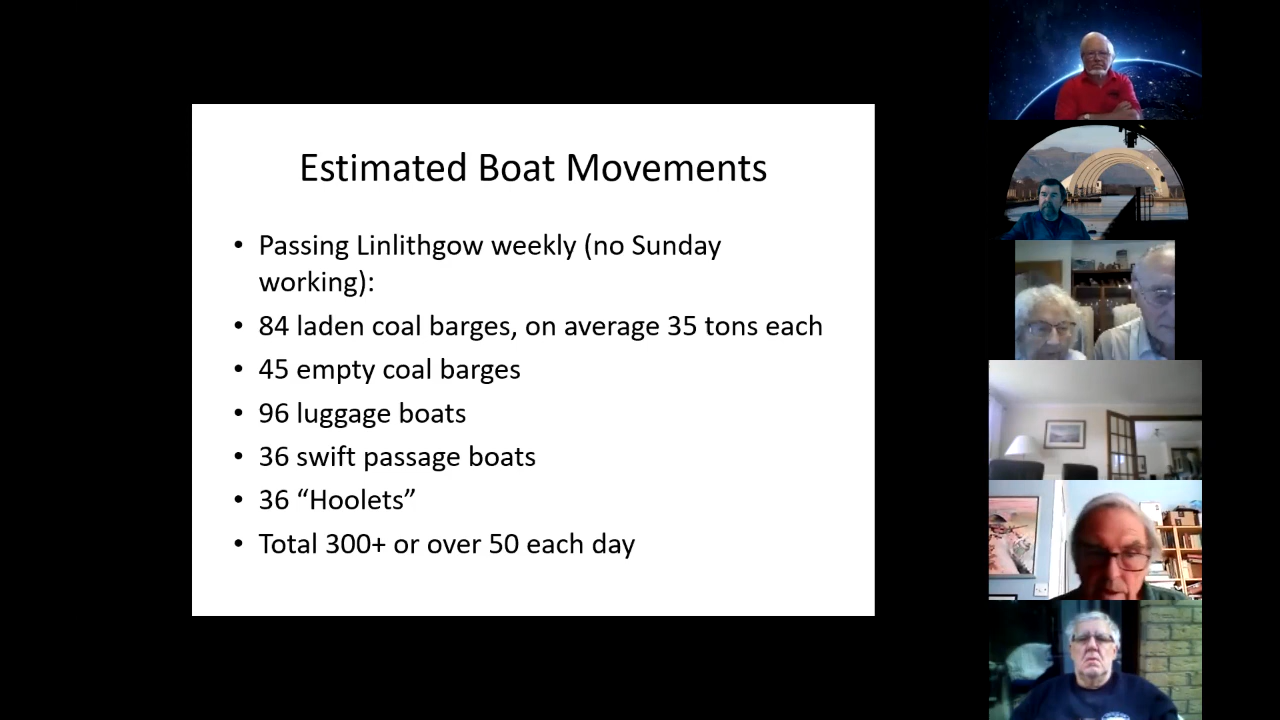 Estimated Boat Movements
• Passing Linlithgow weekly (no Sunday
working):
• 84 laden coal barges, on average 35 tons each
• 45 empty coal barges
• 96 luggage boats
• 36 swift passage boats
• 36 “Hoolets”
• Total 300+ or over 50 each day